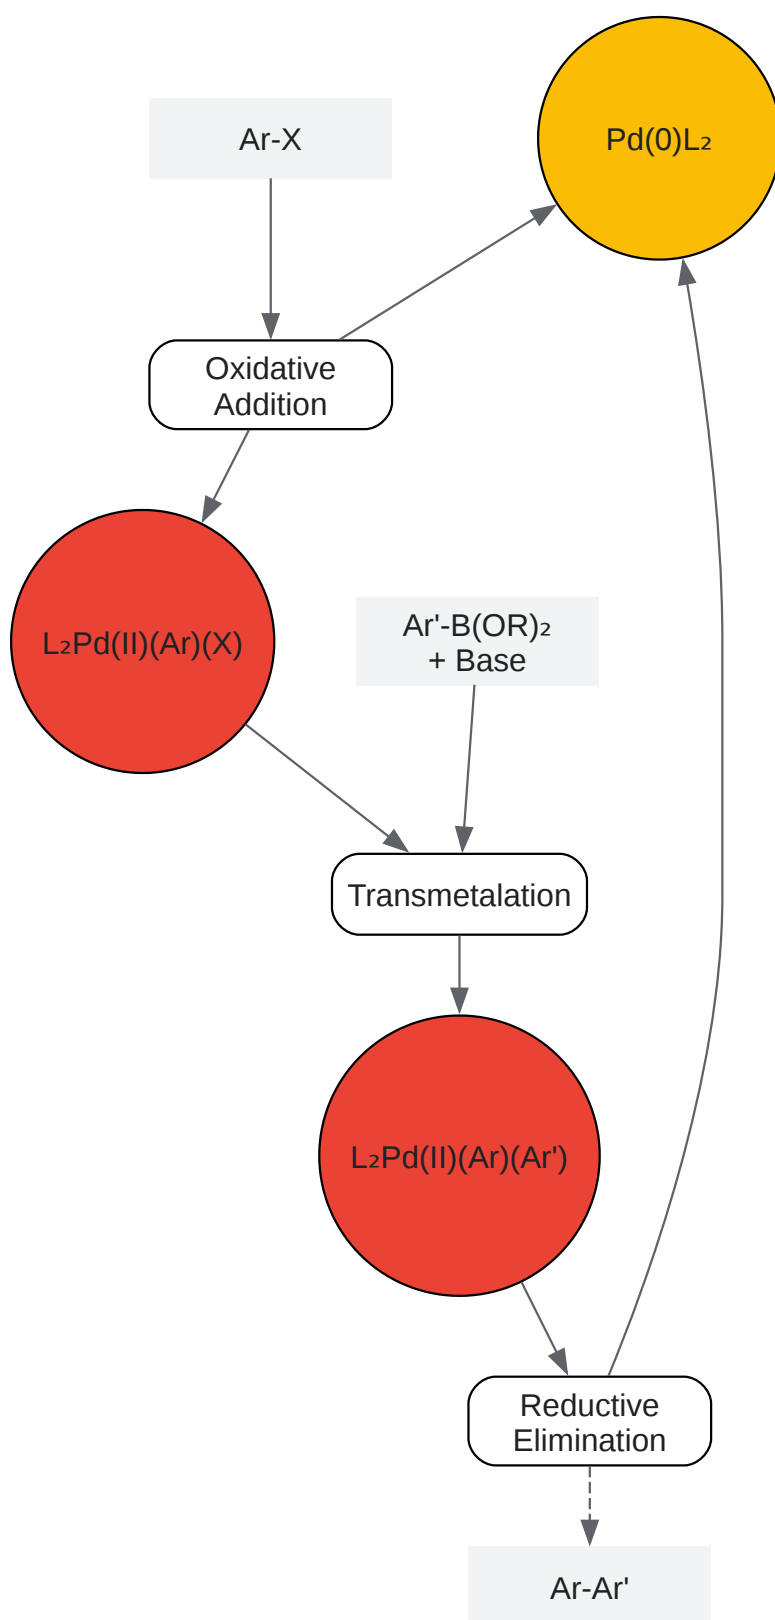 Ar-X
Pd(0)L₂
Oxidative
Addition
L₂Pd(II)(Ar)(X)
Ar'-B(OR)₂
+ Base
Transmetalation
L₂Pd(II)(Ar)(Ar')
Reductive
Elimination
Ar-Ar'